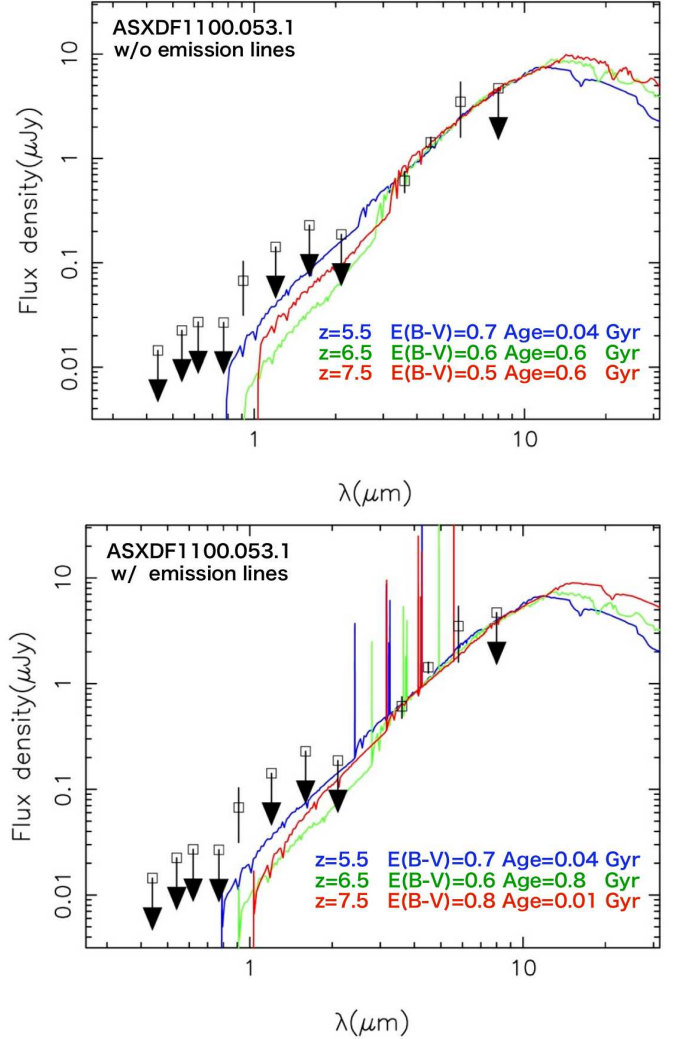 ASXDF1100.053.1
w/o emission lines
10
1
0.1
0.01
Flux density(μJy)
z=5.5 E(B-V)=0.7 Age=0.04 Gyr
z=6.5 E(B-V)=0.6 Age=0.6 Gyr
z=7.5 E(B-V)=0.5 Age=0.6 Gyr
1 10
λ(μm)
ASXDF1100.053.1
w/ emission lines
10
1
0.1
0.01
Flux density(μJy)
z=5.5 E(B-V)=0.7 Age=0.04 Gyr
z=6.5 E(B-V)=0.6 Age=0.8 Gyr
z=7.5 E(B-V)=0.8 Age=0.01 Gyr
1 10
λ(μm)